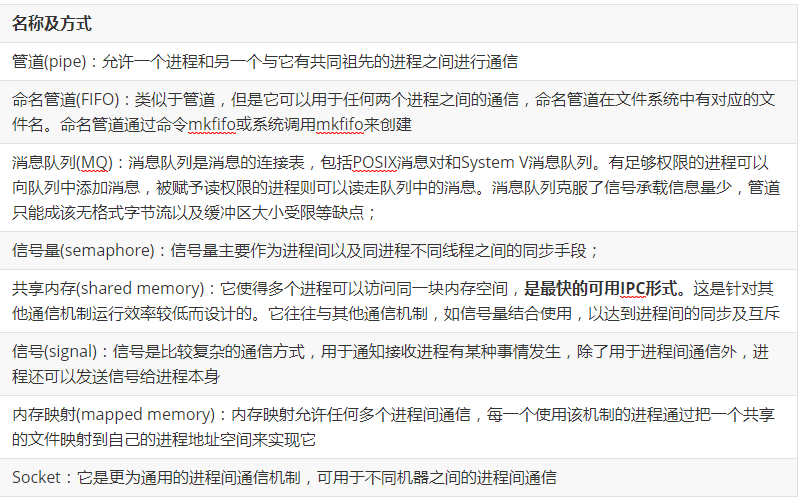 名称及方式
管道(pipe)：允许一个进程和另一个与它有共同祖先的进程之间进行通信
命名管道(FIFO)：类似于管道，但是它可以用于任何两个进程之间的通信，命名管道在文件系统中有对应的文
件名。命名管道通过命令mkfifo或系统调用mkfifo来创建
消息队列(MQ)：消息队列是消息的连接表，包括POSIX消息对和System V消息队列。有足够权限的进程可以
向队列中添加消息，被赋予读权限的进程则可以读走队列中的消息。消息队列克服了信号承载信息量少，管道
只能成该无格式字节流以及缓冲区大小受限等缺点；
信号量(semaphore)：信号量主要作为进程间以及同进程不同线程之间的同步手段；
共享内存(shared memory)：它使得多个进程可以访问同一块内存空间，是最快的可用IPC形式。这是针对其
他通信机制运行效率较低而设计的。它往往与其他通信机制，如信号量结合使用，以达到进程间的同步及互斥
信号(signal)：信号是比较复杂的通信方式，用于通知接收进程有某种事情发生，除了用于进程间通信外，进
程还可以发送信号给进程本身
内存映射(mapped memory)：内存映射允许任何多个进程间通信，每一个使用该机制的进程通过把一个共享
的文件映射到自己的进程地址空间来实现它
Socket：它是更为通用的进程间通信机制，可用于不同机器之间的进程间通信